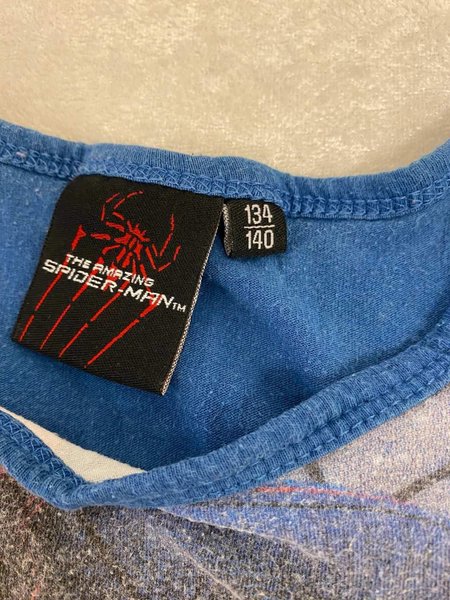 THE AMAZING
SPIDER-MAN™
134
140